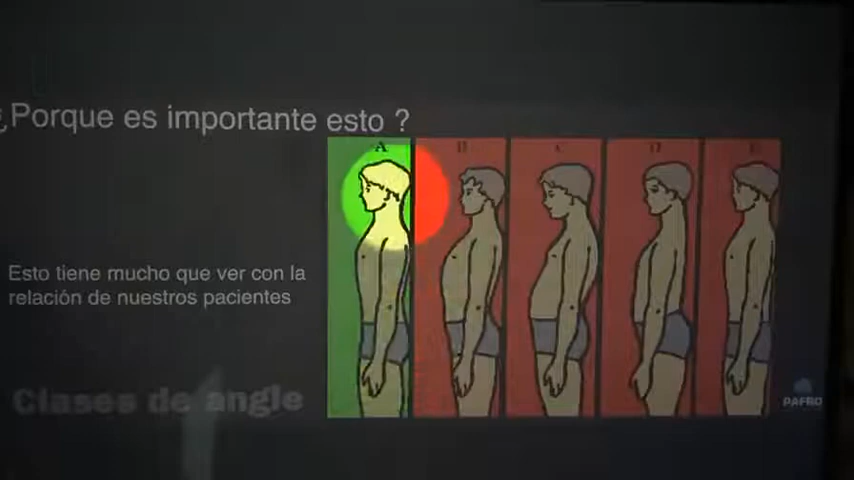 ¿Porque es importante esto ?
A B C D E
Esto tiene mucho que ver con la
relación de nuestros pacientes
Clases de angle
PAFRO